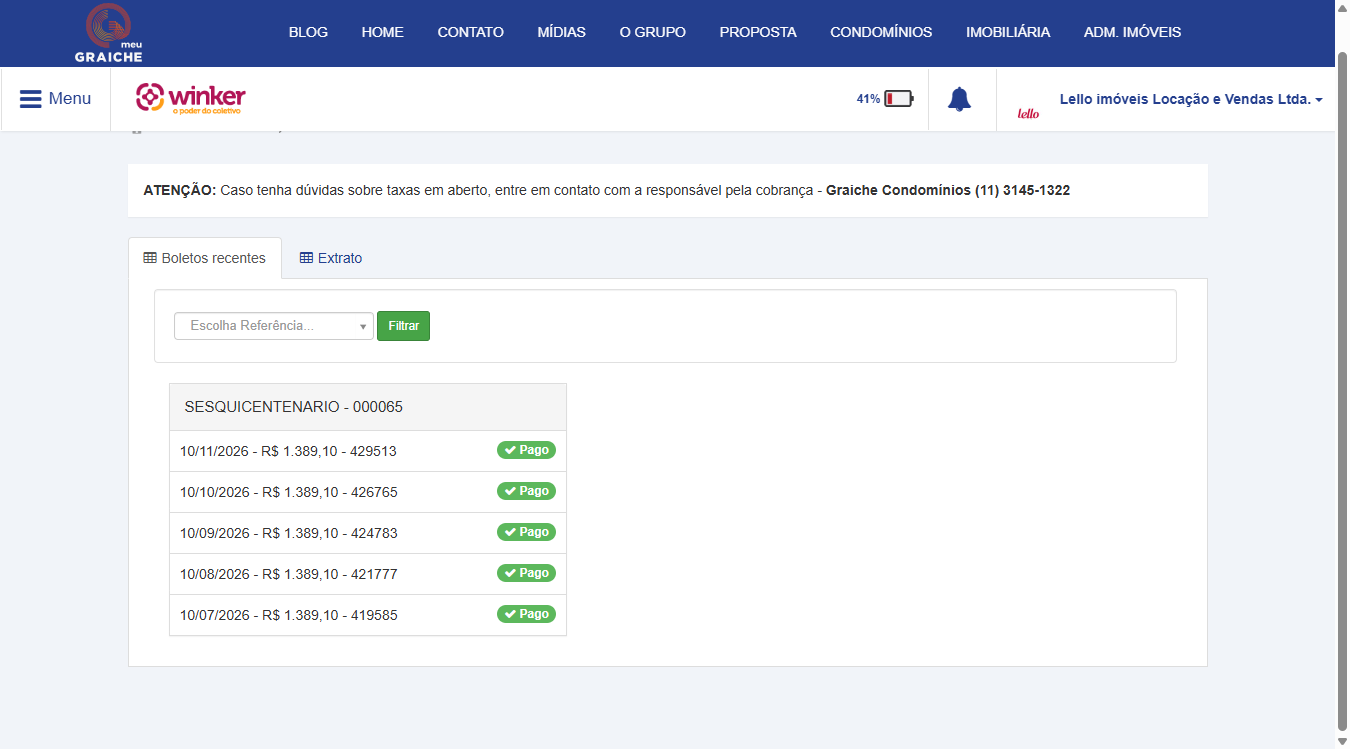 meu
GRAICHE
BLOG HOME CONTATO MÍDIAS O GRUPO PROPOSTA CONDOMÍNIOS IMOBILIÁRIA ADM. IMÓVEIS
Menu
winker
o poder do coletivo
41%
lello
Lello imóveis Locação e Vendas Ltda.
ATENÇÃO: Caso tenha dúvidas sobre taxas em aberto, entre em contato com a responsável pela cobrança - Graiche Condomínios (11) 3145-1322
Boletos recentes Extrato
Escolha Referência... Filtrar
SESQUICENTENARIO - 000065
10/11/2026 - R$ 1.389,10 - 429513 Pago
10/10/2026 - R$ 1.389,10 - 426765 Pago
10/09/2026 - R$ 1.389,10 - 424783 Pago
10/08/2026 - R$ 1.389,10 - 421777 Pago
10/07/2026 - R$ 1.389,10 - 419585 Pago